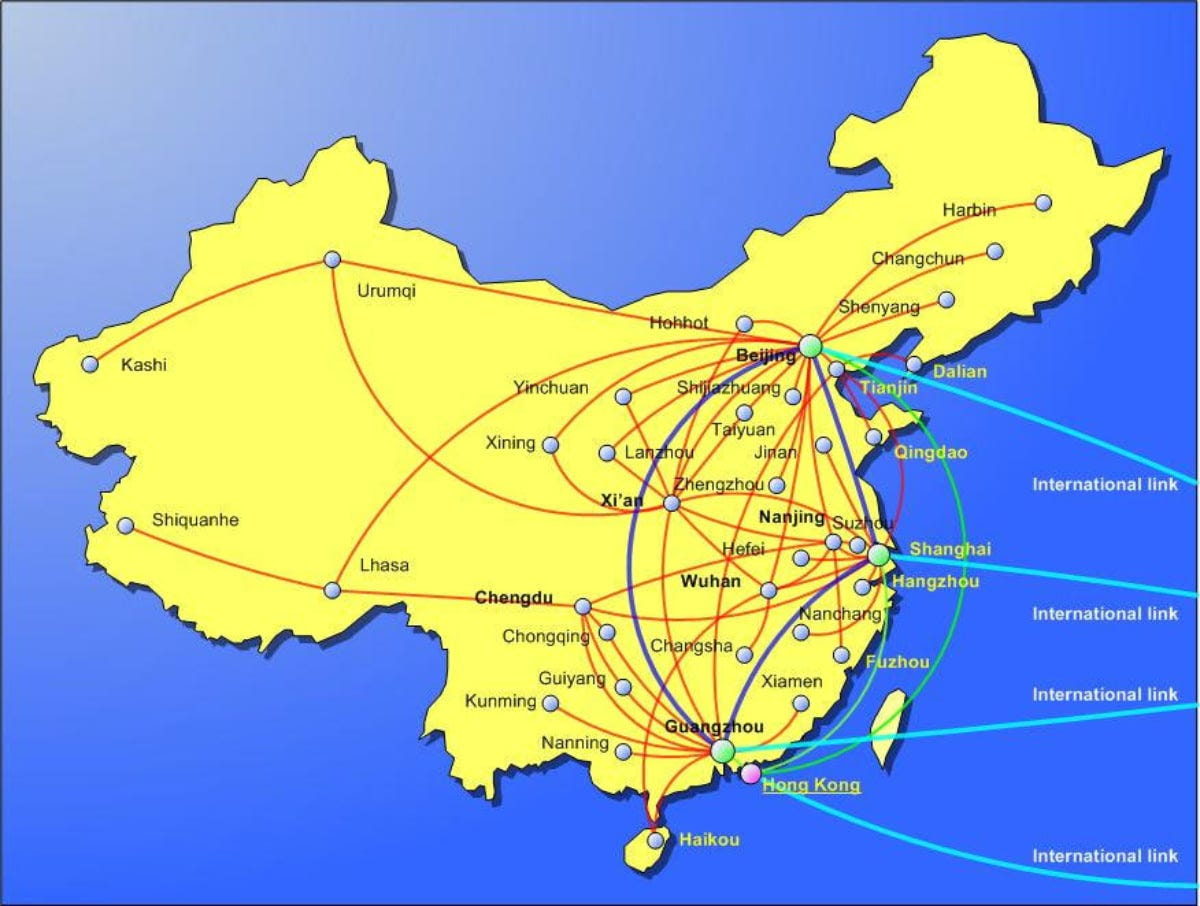 Harbin
Changchun
Urumqi
Shenyang
Hohhot
Beijing
Kashi
Dalian
Yinchuan
Shijiazhuang
Tianjin
Taiyuan
Xining
Lanzhou
Jinan
Qingdao
Zhengzhou
International link
Xi'an
Shiquanhe
Nanjing
Suzhou
Hefei
Shanghai
Lhasa
Wuhan
Hangzhou
Chengdu
Nanchang
International link
Chongqing
Changsha
Fuzhou
Guiyang
Xiamen
International link
Kunming
Guangzhou
Nanning
Hong Kong
Haikou
International link